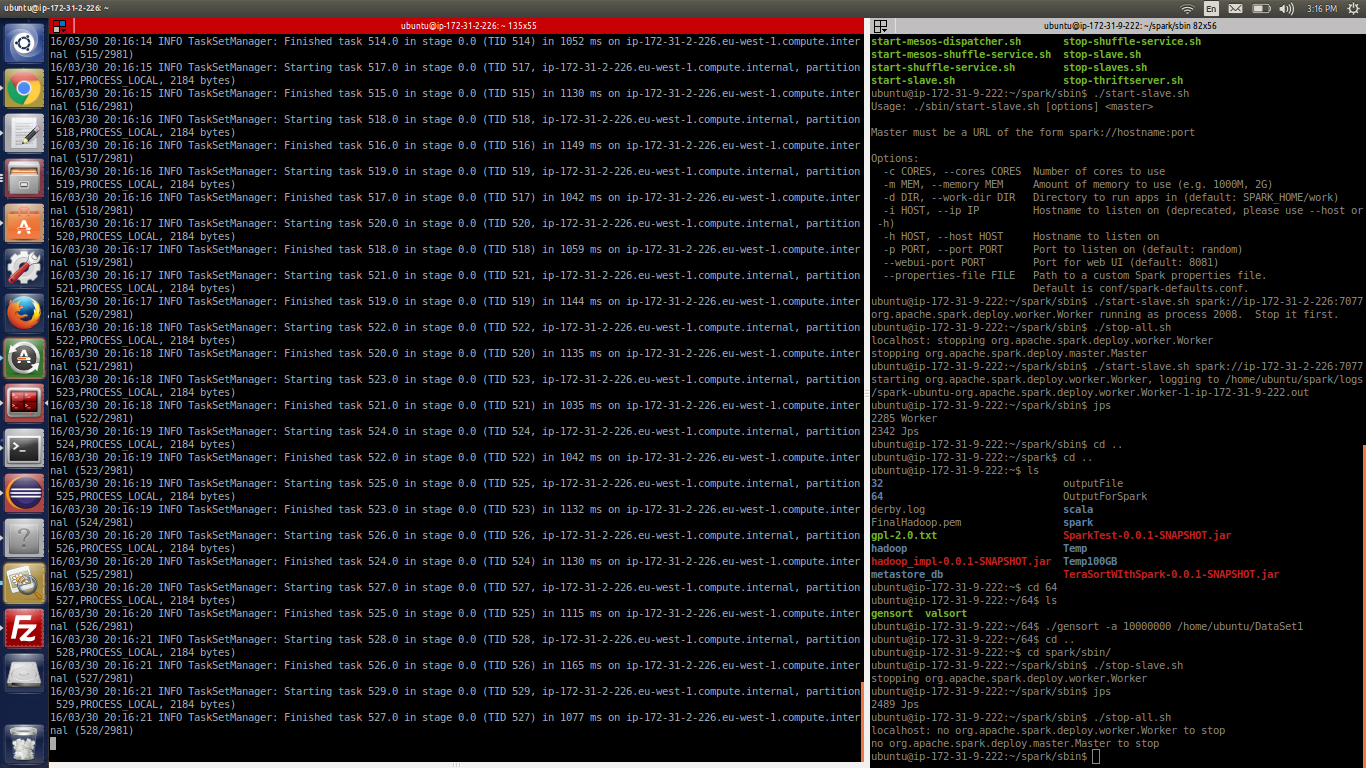 ubuntu@ip-172-31-2-226: ~
En
3:16 PM
ubuntu@ip-172-31-2-226: ~ 135x55
16/03/30 20:16:14 INFO TaskSetManager: Finished task 514.0 in stage 0.0 (TID 514) in 1052 ms on ip-172-31-2-226.eu-west-1.compute.inter
nal (515/2981)
16/03/30 20:16:15 INFO TaskSetManager: Starting task 517.0 in stage 0.0 (TID 517, ip-172-31-2-226.eu-west-1.compute.internal, partition
517,PROCESS_LOCAL, 2184 bytes)
16/03/30 20:16:15 INFO TaskSetManager: Finished task 515.0 in stage 0.0 (TID 515) in 1130 ms on ip-172-31-2-226.eu-west-1.compute.inter
nal (516/2981)
16/03/30 20:16:16 INFO TaskSetManager: Starting task 518.0 in stage 0.0 (TID 518, ip-172-31-2-226.eu-west-1.compute.internal, partition
518,PROCESS_LOCAL, 2184 bytes)
16/03/30 20:16:16 INFO TaskSetManager: Finished task 516.0 in stage 0.0 (TID 516) in 1149 ms on ip-172-31-2-226.eu-west-1.compute.inter
nal (517/2981)
16/03/30 20:16:16 INFO TaskSetManager: Starting task 519.0 in stage 0.0 (TID 519, ip-172-31-2-226.eu-west-1.compute.internal, partition
519,PROCESS_LOCAL, 2184 bytes)
16/03/30 20:16:16 INFO TaskSetManager: Finished task 517.0 in stage 0.0 (TID 517) in 1042 ms on ip-172-31-2-226.eu-west-1.compute.inter
nal (518/2981)
16/03/30 20:16:17 INFO TaskSetManager: Starting task 520.0 in stage 0.0 (TID 520, ip-172-31-2-226.eu-west-1.compute.internal, partition
520,PROCESS_LOCAL, 2184 bytes)
16/03/30 20:16:17 INFO TaskSetManager: Finished task 518.0 in stage 0.0 (TID 518) in 1059 ms on ip-172-31-2-226.eu-west-1.compute.inter
nal (519/2981)
16/03/30 20:16:17 INFO TaskSetManager: Starting task 521.0 in stage 0.0 (TID 521, ip-172-31-2-226.eu-west-1.compute.internal, partition
521,PROCESS_LOCAL, 2184 bytes)
16/03/30 20:16:17 INFO TaskSetManager: Finished task 519.0 in stage 0.0 (TID 519) in 1144 ms on ip-172-31-2-226.eu-west-1.compute.inter
nal (520/2981)
16/03/30 20:16:18 INFO TaskSetManager: Starting task 522.0 in stage 0.0 (TID 522, ip-172-31-2-226.eu-west-1.compute.internal, partition
522,PROCESS_LOCAL, 2184 bytes)
16/03/30 20:16:18 INFO TaskSetManager: Finished task 520.0 in stage 0.0 (TID 520) in 1135 ms on ip-172-31-2-226.eu-west-1.compute.inter
nal (521/2981)
16/03/30 20:16:18 INFO TaskSetManager: Starting task 523.0 in stage 0.0 (TID 523, ip-172-31-2-226.eu-west-1.compute.internal, partition
523,PROCESS_LOCAL, 2184 bytes)
16/03/30 20:16:18 INFO TaskSetManager: Finished task 521.0 in stage 0.0 (TID 521) in 1035 ms on ip-172-31-2-226.eu-west-1.compute.inter
nal (522/2981)
16/03/30 20:16:19 INFO TaskSetManager: Starting task 524.0 in stage 0.0 (TID 524, ip-172-31-2-226.eu-west-1.compute.internal, partition
524,PROCESS_LOCAL, 2184 bytes)
16/03/30 20:16:19 INFO TaskSetManager: Finished task 522.0 in stage 0.0 (TID 522) in 1042 ms on ip-172-31-2-226.eu-west-1.compute.inter
nal (523/2981)
16/03/30 20:16:19 INFO TaskSetManager: Starting task 525.0 in stage 0.0 (TID 525, ip-172-31-2-226.eu-west-1.compute.internal, partition
525,PROCESS_LOCAL, 2184 bytes)
16/03/30 20:16:19 INFO TaskSetManager: Finished task 523.0 in stage 0.0 (TID 523) in 1132 ms on ip-172-31-2-226.eu-west-1.compute.inter
nal (524/2981)
16/03/30 20:16:20 INFO TaskSetManager: Starting task 526.0 in stage 0.0 (TID 526, ip-172-31-2-226.eu-west-1.compute.internal, partition
526,PROCESS_LOCAL, 2184 bytes)
16/03/30 20:16:20 INFO TaskSetManager: Finished task 524.0 in stage 0.0 (TID 524) in 1130 ms on ip-172-31-2-226.eu-west-1.compute.inter
nal (525/2981)
16/03/30 20:16:20 INFO TaskSetManager: Starting task 527.0 in stage 0.0 (TID 527, ip-172-31-2-226.eu-west-1.compute.internal, partition
527,PROCESS_LOCAL, 2184 bytes)
16/03/30 20:16:20 INFO TaskSetManager: Finished task 525.0 in stage 0.0 (TID 525) in 1115 ms on ip-172-31-2-226.eu-west-1.compute.inter
nal (526/2981)
16/03/30 20:16:21 INFO TaskSetManager: Starting task 528.0 in stage 0.0 (TID 528, ip-172-31-2-226.eu-west-1.compute.internal, partition
528,PROCESS_LOCAL, 2184 bytes)
16/03/30 20:16:21 INFO TaskSetManager: Finished task 526.0 in stage 0.0 (TID 526) in 1165 ms on ip-172-31-2-226.eu-west-1.compute.inter
nal (527/2981)
16/03/30 20:16:21 INFO TaskSetManager: Starting task 529.0 in stage 0.0 (TID 529, ip-172-31-2-226.eu-west-1.compute.internal, partition
529,PROCESS_LOCAL, 2184 bytes)
16/03/30 20:16:21 INFO TaskSetManager: Finished task 527.0 in stage 0.0 (TID 527) in 1077 ms on ip-172-31-2-226.eu-west-1.compute.inter
nal (528/2981)
ubuntu@ip-172-31-9-222: ~/spark/sbin 82x56
start-mesos-dispatcher.sh stop-shuffle-service.sh
start-mesos-shuffle-service.sh stop-slave.sh
start-shuffle-service.sh stop-slaves.sh
start-slave.sh stop-thriftserver.sh
ubuntu@ip-172-31-9-222:~/spark/sbin$ ./start-slave.sh
Usage: ./sbin/start-slave.sh [options] <master>
Master must be a URL of the form spark://hostname:port
Options:
-c CORES, --cores CORES Number of cores to use
-m MEM, --memory MEM Amount of memory to use (e.g. 1000M, 2G)
-d DIR, --work-dir DIR Directory to run apps in (default: SPARK_HOME/work)
-i HOST, --ip IP Hostname to listen on (deprecated, please use --host or
-h)
-h HOST, --host HOST Hostname to listen on
-p PORT, --port PORT Port to listen on (default: random)
--webui-port PORT Port for web UI (default: 8081)
--properties-file FILE Path to a custom Spark properties file.
Default is conf/spark-defaults.conf.
ubuntu@ip-172-31-9-222:~/spark/sbin$ ./start-slave.sh spark://ip-172-31-2-226:7077
org.apache.spark.deploy.worker.Worker running as process 2008. Stop it first.
ubuntu@ip-172-31-9-222:~/spark/sbin$ ./stop-all.sh
localhost: stopping org.apache.spark.deploy.worker.Worker
stopping org.apache.spark.deploy.master.Master
ubuntu@ip-172-31-9-222:~/spark/sbin$ ./start-slave.sh spark://ip-172-31-2-226:7077
starting org.apache.spark.deploy.worker.Worker, logging to /home/ubuntu/spark/logs
/spark-ubuntu-org.apache.spark.deploy.worker.Worker-1-ip-172-31-9-222.out
ubuntu@ip-172-31-9-222:~/spark/sbin$ jps
2285 Worker
2342 Jps
ubuntu@ip-172-31-9-222:~/spark/sbin$ cd ..
ubuntu@ip-172-31-9-222:~/spark$ cd ..
ubuntu@ip-172-31-9-222:~$ ls
32 outputFile
64 OutputForSpark
derby.log scala
FinalHadoop.pem spark
gpl-2.0.txt SparkTest-0.0.1-SNAPSHOT.jar
hadoop Temp
hadoop_impl-0.0.1-SNAPSHOT.jar Temp100GB
metastore_db TeraSortWIthSpark-0.0.1-SNAPSHOT.jar
ubuntu@ip-172-31-9-222:~$ cd 64
ubuntu@ip-172-31-9-222:~/64$ ls
gensort valsort
ubuntu@ip-172-31-9-222:~/64$ ./gensort -a 10000000 /home/ubuntu/DataSet1
ubuntu@ip-172-31-9-222:~/64$ cd ..
ubuntu@ip-172-31-9-222:~$ cd spark/sbin/
ubuntu@ip-172-31-9-222:~/spark/sbin$ ./stop-slave.sh
stopping org.apache.spark.deploy.worker.Worker
ubuntu@ip-172-31-9-222:~/spark/sbin$ jps
2489 Jps
ubuntu@ip-172-31-9-222:~/spark/sbin$ ./stop-all.sh
localhost: no org.apache.spark.deploy.worker.Worker to stop
no org.apache.spark.deploy.master.Master to stop
ubuntu@ip-172-31-9-222:~/spark/sbin$